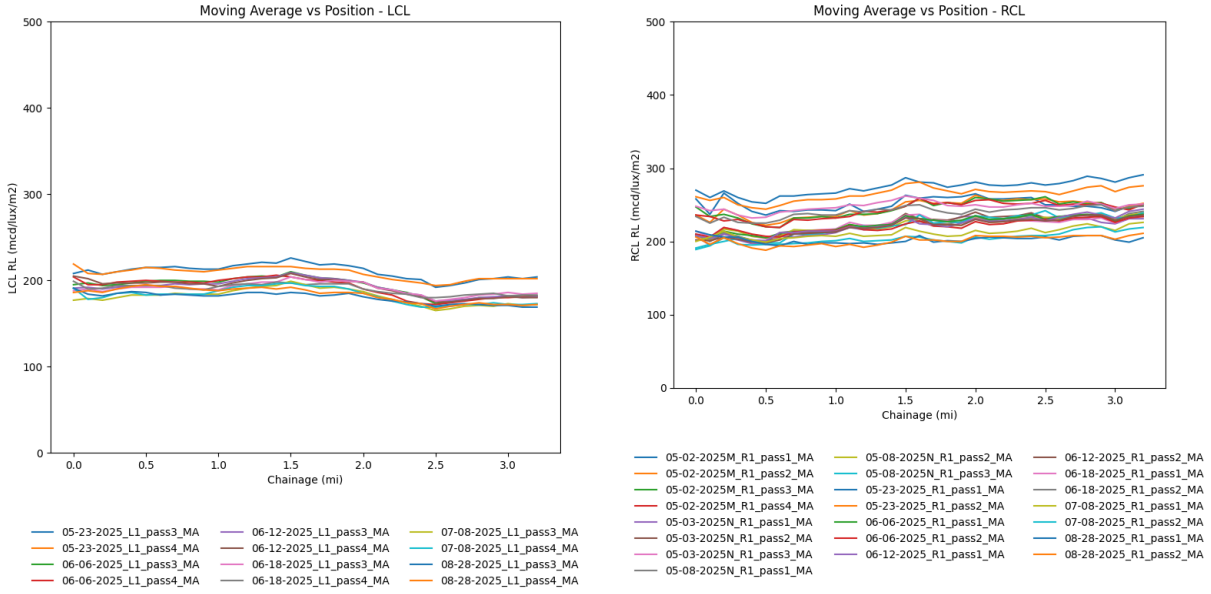 Moving Average vs Position - LCL
500
400
300
200
100
0
LCL RL (mcd/lux/m2)
0.0 0.5 1.0 1.5 2.0 2.5 3.0
Chainage (mi)
05-23-2025_L1_pass3_MA 06-12-2025_L1_pass3_MA 07-08-2025_L1_pass3_MA
05-23-2025_L1_pass4_MA 06-12-2025_L1_pass4_MA 07-08-2025_L1_pass4_MA
06-06-2025_L1_pass3_MA 06-18-2025_L1_pass3_MA 08-28-2025_L1_pass3_MA
06-06-2025_L1_pass4_MA 06-18-2025_L1_pass4_MA 08-28-2025_L1_pass4_MA
Moving Average vs Position - RCL
500
400
300
200
100
0
RCL RL (mcd/lux/m2)
0.0 0.5 1.0 1.5 2.0 2.5 3.0
Chainage (mi)
05-02-2025M_R1_pass1_MA 05-08-2025N_R1_pass2_MA 06-12-2025_R1_pass2_MA
05-02-2025M_R1_pass2_MA 05-08-2025N_R1_pass3_MA 06-18-2025_R1_pass1_MA
05-02-2025M_R1_pass3_MA 05-23-2025_R1_pass1_MA 06-18-2025_R1_pass2_MA
05-02-2025M_R1_pass4_MA 05-23-2025_R1_pass2_MA 07-08-2025_R1_pass1_MA
05-03-2025N_R1_pass1_MA 06-06-2025_R1_pass1_MA 07-08-2025_R1_pass2_MA
05-03-2025N_R1_pass2_MA 06-06-2025_R1_pass2_MA 08-28-2025_R1_pass1_MA
05-03-2025N_R1_pass3_MA 06-12-2025_R1_pass1_MA 08-28-2025_R1_pass2_MA
05-08-2025N_R1_pass1_MA